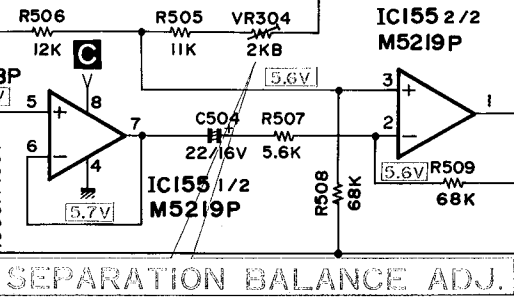 R506
R505
VR304
IC155 2/2
M5219P
12K
11K
2KB
C
5.6V
3
1
2
5
8
7
6
4
C504
+
22/16V
R507
5.6K
5.6V
R509
68K
IC155 1/2
M5219P
5.7V
R508
68K
SEPARATION BALANCE ADJ.